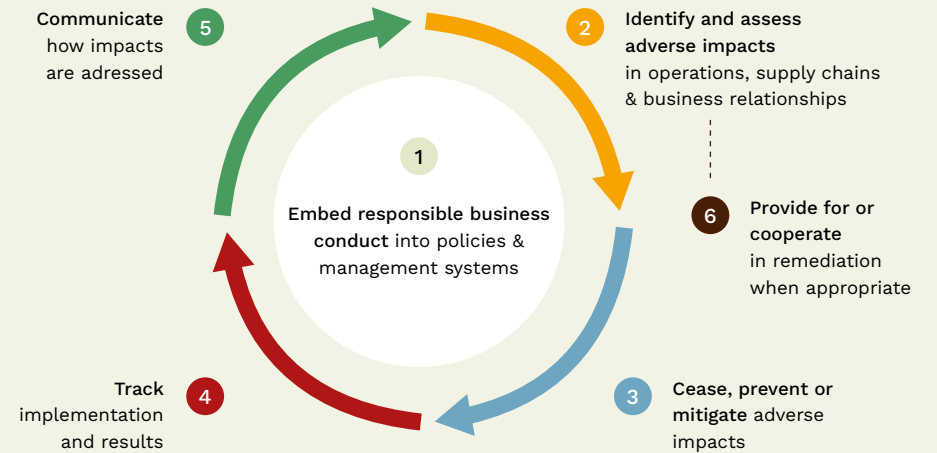 1
Embed responsible business
conduct into policies &
management systems
2
Identify and assess
adverse impacts
in operations, supply chains
& business relationships
3
Cease, prevent or
mitigate adverse
impacts
4
Track
implementation
and results
5
Communicate
how impacts
are adressed
6
Provide for or
cooperate
in remediation
when appropriate